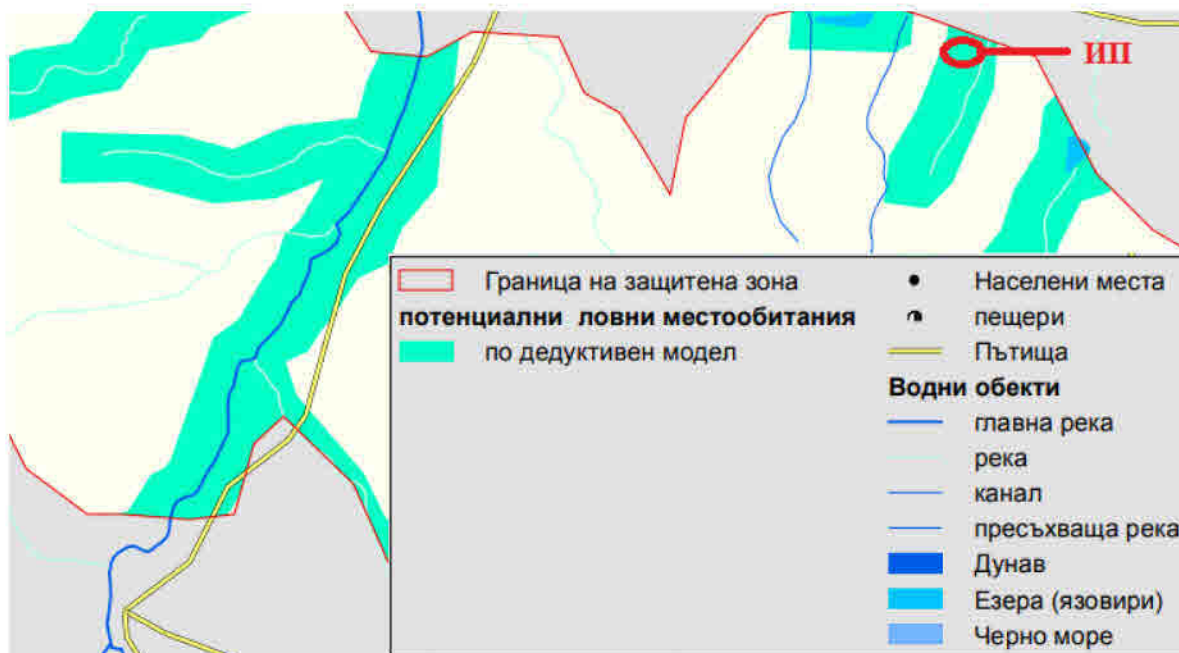 ИП
Граница на защитена зона
потенциални ловни местообитания
по дедуктивен модел
Населени места
пещери
Пътища
Водни обекти
главна река
река
канал
пресъхваща река
Дунав
Езера (язовири)
Черно море